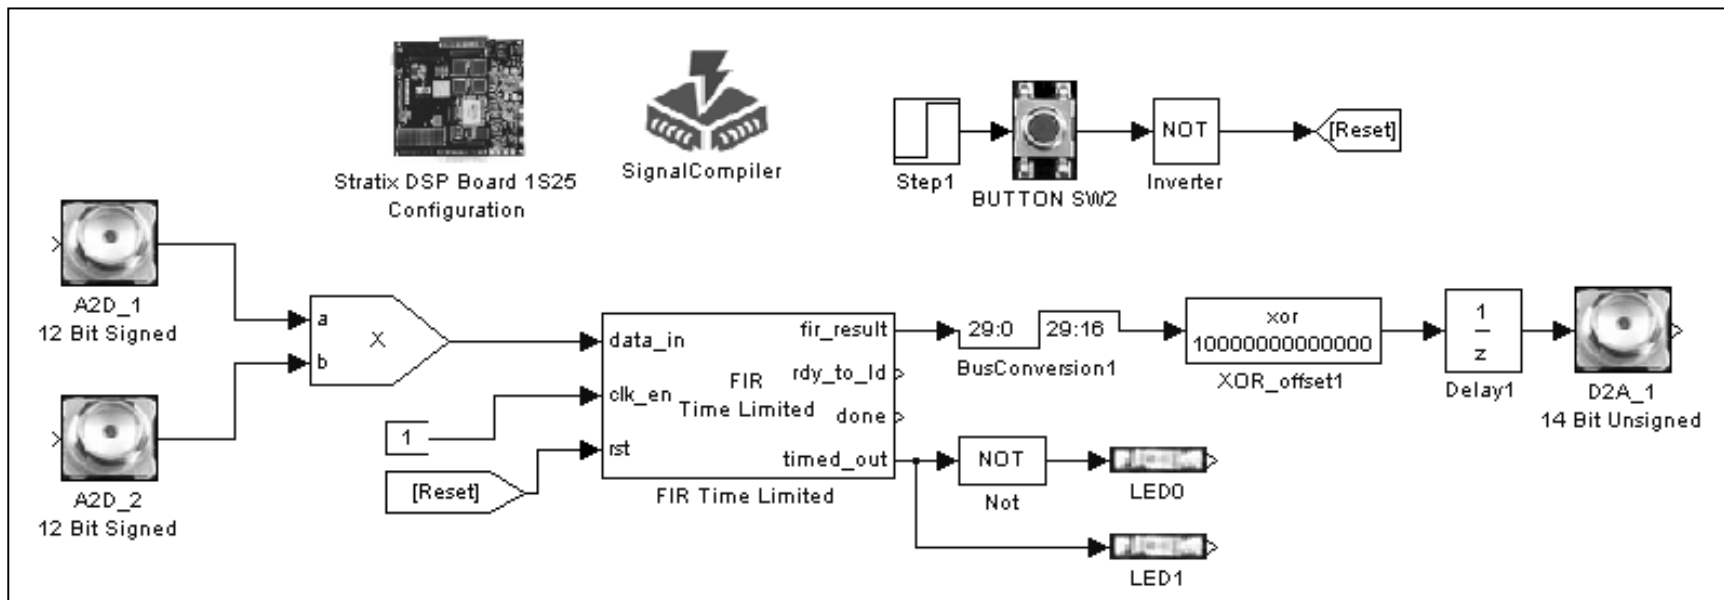 Stratix DSP Board 1S25
Configuration
SignalCompiler
Step1
BUTTON SW2
NOT
Inverter
[Reset]
A2D_1
12 Bit Signed
A2D_2
12 Bit Signed
a
b
X
1
[Reset]
data_in
clk_en
rst
FIR
Time Limited
fir_result
rdy_to_ld
done
timed_out
FIR Time Limited
29:0
29:16
BusConversion1
xor
10000000000000
XOR_offset1
1
z
Delay1
D2A_1
14 Bit Unsigned
NOT
Not
LED0
LED1